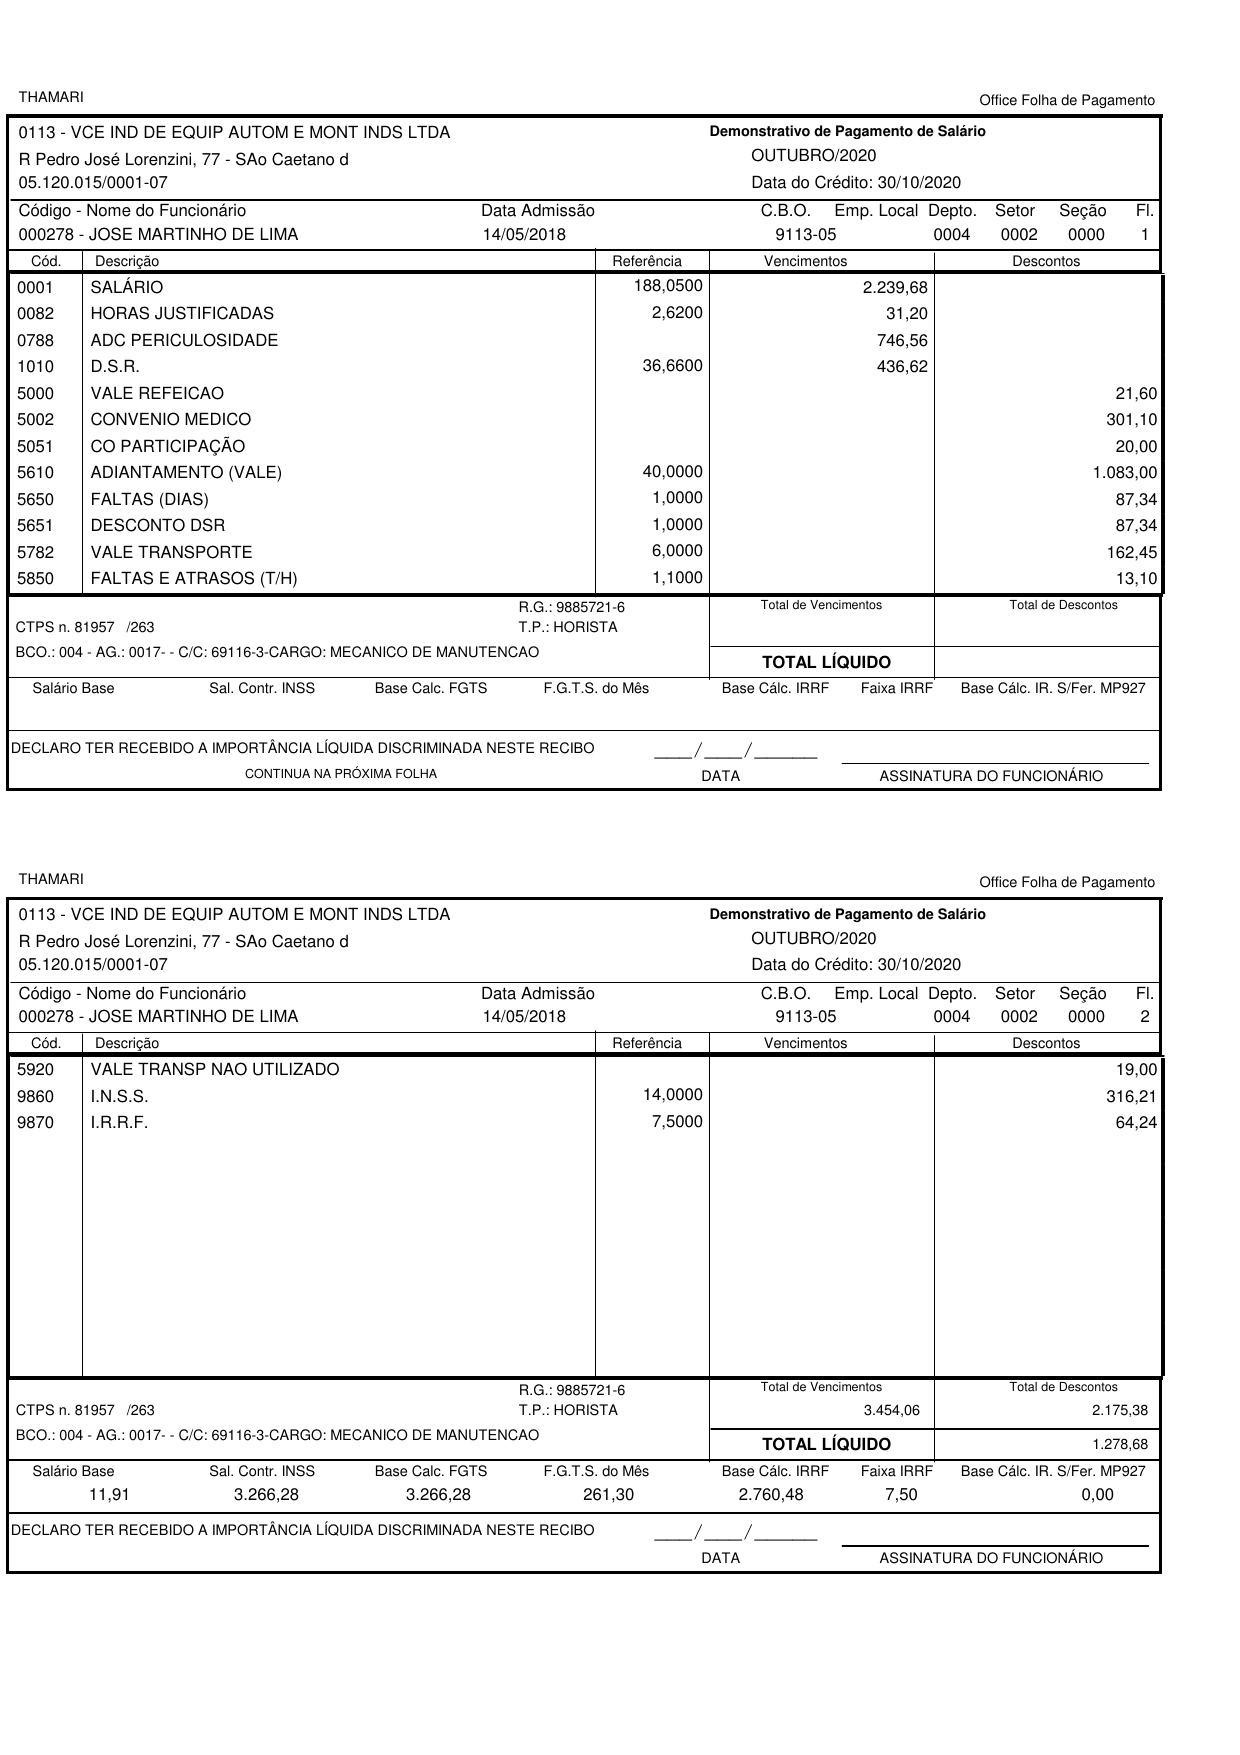 THAMARI Office Folha de Pagamento
0113 - VCE IND DE EQUIP AUTOM E MONT INDS LTDA Demonstrativo de Pagamento de Salário
R Pedro José Lorenzini, 77 - SAo Caetano d OUTUBRO/2020
05.120.015/0001-07 Data do Crédito: 30/10/2020
Código - Nome do Funcionário Data Admissão C.B.O. Emp. Local Depto. Setor Seção Fl.
000278 - JOSE MARTINHO DE LIMA 14/05/2018 9113-05 0004 0002 0000 1
Cód. Descrição Referência Vencimentos Descontos
0001 SALÁRIO 188,0500 2.239,68
0082 HORAS JUSTIFICADAS 2,6200 31,20
0788 ADC PERICULOSIDADE 746,56
1010 D.S.R. 36,6600 436,62
5000 VALE REFEICAO 21,60
5002 CONVENIO MEDICO 301,10
5051 CO PARTICIPAÇÃO 20,00
5610 ADIANTAMENTO (VALE) 40,0000 1.083,00
5650 FALTAS (DIAS) 1,0000 87,34
5651 DESCONTO DSR 1,0000 87,34
5782 VALE TRANSPORTE 6,0000 162,45
5850 FALTAS E ATRASOS (T/H) 1,1000 13,10
R.G.: 9885721-6 Total de Vencimentos Total de Descontos
CTPS n. 81957 /263 T.P.: HORISTA
BCO.: 004 - AG.: 0017- - C/C: 69116-3-CARGO: MECANICO DE MANUTENCAO TOTAL LÍQUIDO
Salário Base Sal. Contr. INSS Base Calc. FGTS F.G.T.S. do Mês Base Cálc. IRRF Faixa IRRF Base Cálc. IR. S/Fer. MP927
DECLARO TER RECEBIDO A IMPORTÂNCIA LÍQUIDA DISCRIMINADA NESTE RECIBO ____/____/_______
CONTINUA NA PRÓXIMA FOLHA DATA ASSINATURA DO FUNCIONÁRIO
THAMARI Office Folha de Pagamento
0113 - VCE IND DE EQUIP AUTOM E MONT INDS LTDA Demonstrativo de Pagamento de Salário
R Pedro José Lorenzini, 77 - SAo Caetano d OUTUBRO/2020
05.120.015/0001-07 Data do Crédito: 30/10/2020
Código - Nome do Funcionário Data Admissão C.B.O. Emp. Local Depto. Setor Seção Fl.
000278 - JOSE MARTINHO DE LIMA 14/05/2018 9113-05 0004 0002 0000 2
Cód. Descrição Referência Vencimentos Descontos
5920 VALE TRANSP NAO UTILIZADO 19,00
9860 I.N.S.S. 14,0000 316,21
9870 I.R.R.F. 7,5000 64,24
R.G.: 9885721-6 Total de Vencimentos Total de Descontos
CTPS n. 81957 /263 T.P.: HORISTA 3.454,06 2.175,38
BCO.: 004 - AG.: 0017- - C/C: 69116-3-CARGO: MECANICO DE MANUTENCAO TOTAL LÍQUIDO 1.278,68
Salário Base Sal. Contr. INSS Base Calc. FGTS F.G.T.S. do Mês Base Cálc. IRRF Faixa IRRF Base Cálc. IR. S/Fer. MP927
11,91 3.266,28 3.266,28 261,30 2.760,48 7,50 0,00
DECLARO TER RECEBIDO A IMPORTÂNCIA LÍQUIDA DISCRIMINADA NESTE RECIBO ____/____/_______
DATA ASSINATURA DO FUNCIONÁRIO